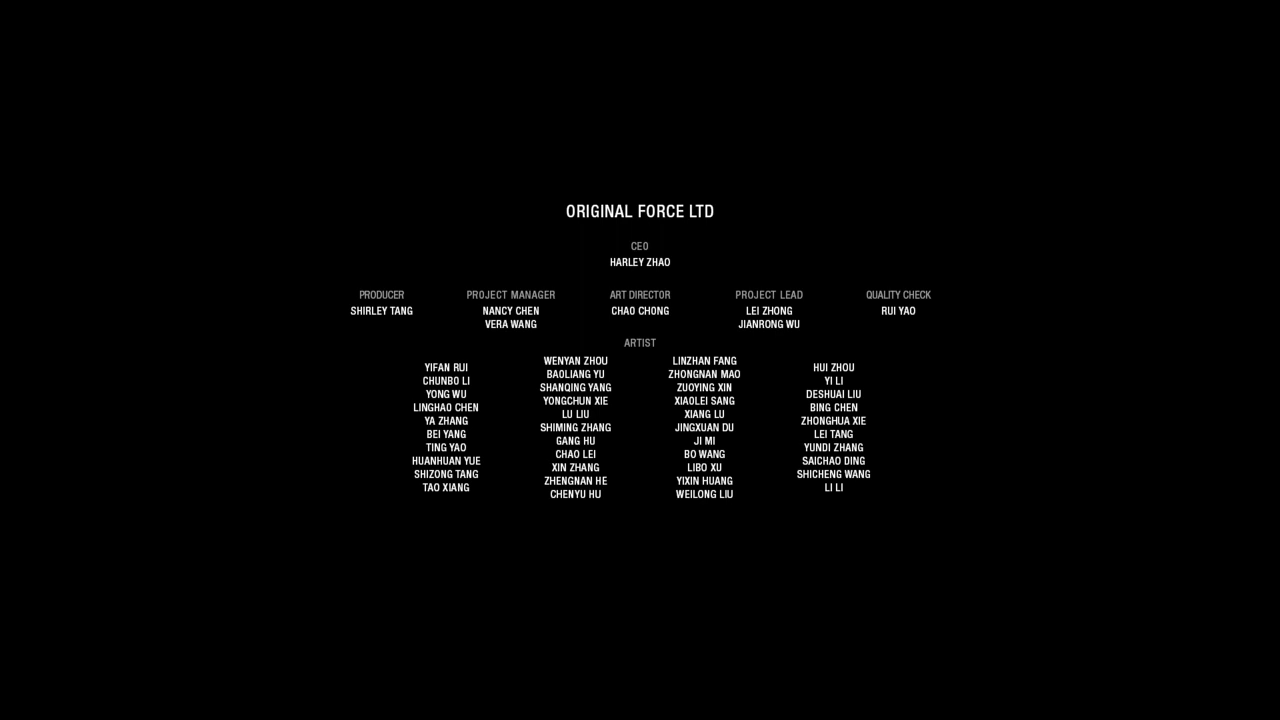 ORIGINAL FORCE LTD
CEO
HARLEY ZHAO
PRODUCER
SHIRLEY TANG
PROJECT MANAGER
NANCY CHEN
VERA WANG
ART DIRECTOR
CHAO CHONG
PROJECT LEAD
LEI ZHONG
JIANRONG WU
QUALITY CHECK
RUI YAO
ARTIST
YIFAN RUI
CHUNBO LI
YONG WU
LINGHAO CHEN
YA ZHANG
BEI YANG
TING YAO
HUANHUAN YUE
SHIZONG TANG
TAO XIANG
WENYAN ZHOU
BAOLIANG YU
SHANQING YANG
YONGCHUN XIE
LU LIU
SHIMING ZHANG
GANG HU
CHAO LEI
XIN ZHANG
ZHENGNAN HE
CHENYU HU
LINZHAN FANG
ZHONGNAN MAO
ZUOYING XIN
XIAOLEI SANG
XIANG LU
JINGXUAN DU
JI MI
BO WANG
LIBO XU
YIXIN HUANG
WEILONG LIU
HUI ZHOU
YI LI
DESHUAI LIU
BING CHEN
ZHONGHUA XIE
LEI TANG
YUNDI ZHANG
SAICHAO DING
SHICHENG WANG
LI LI